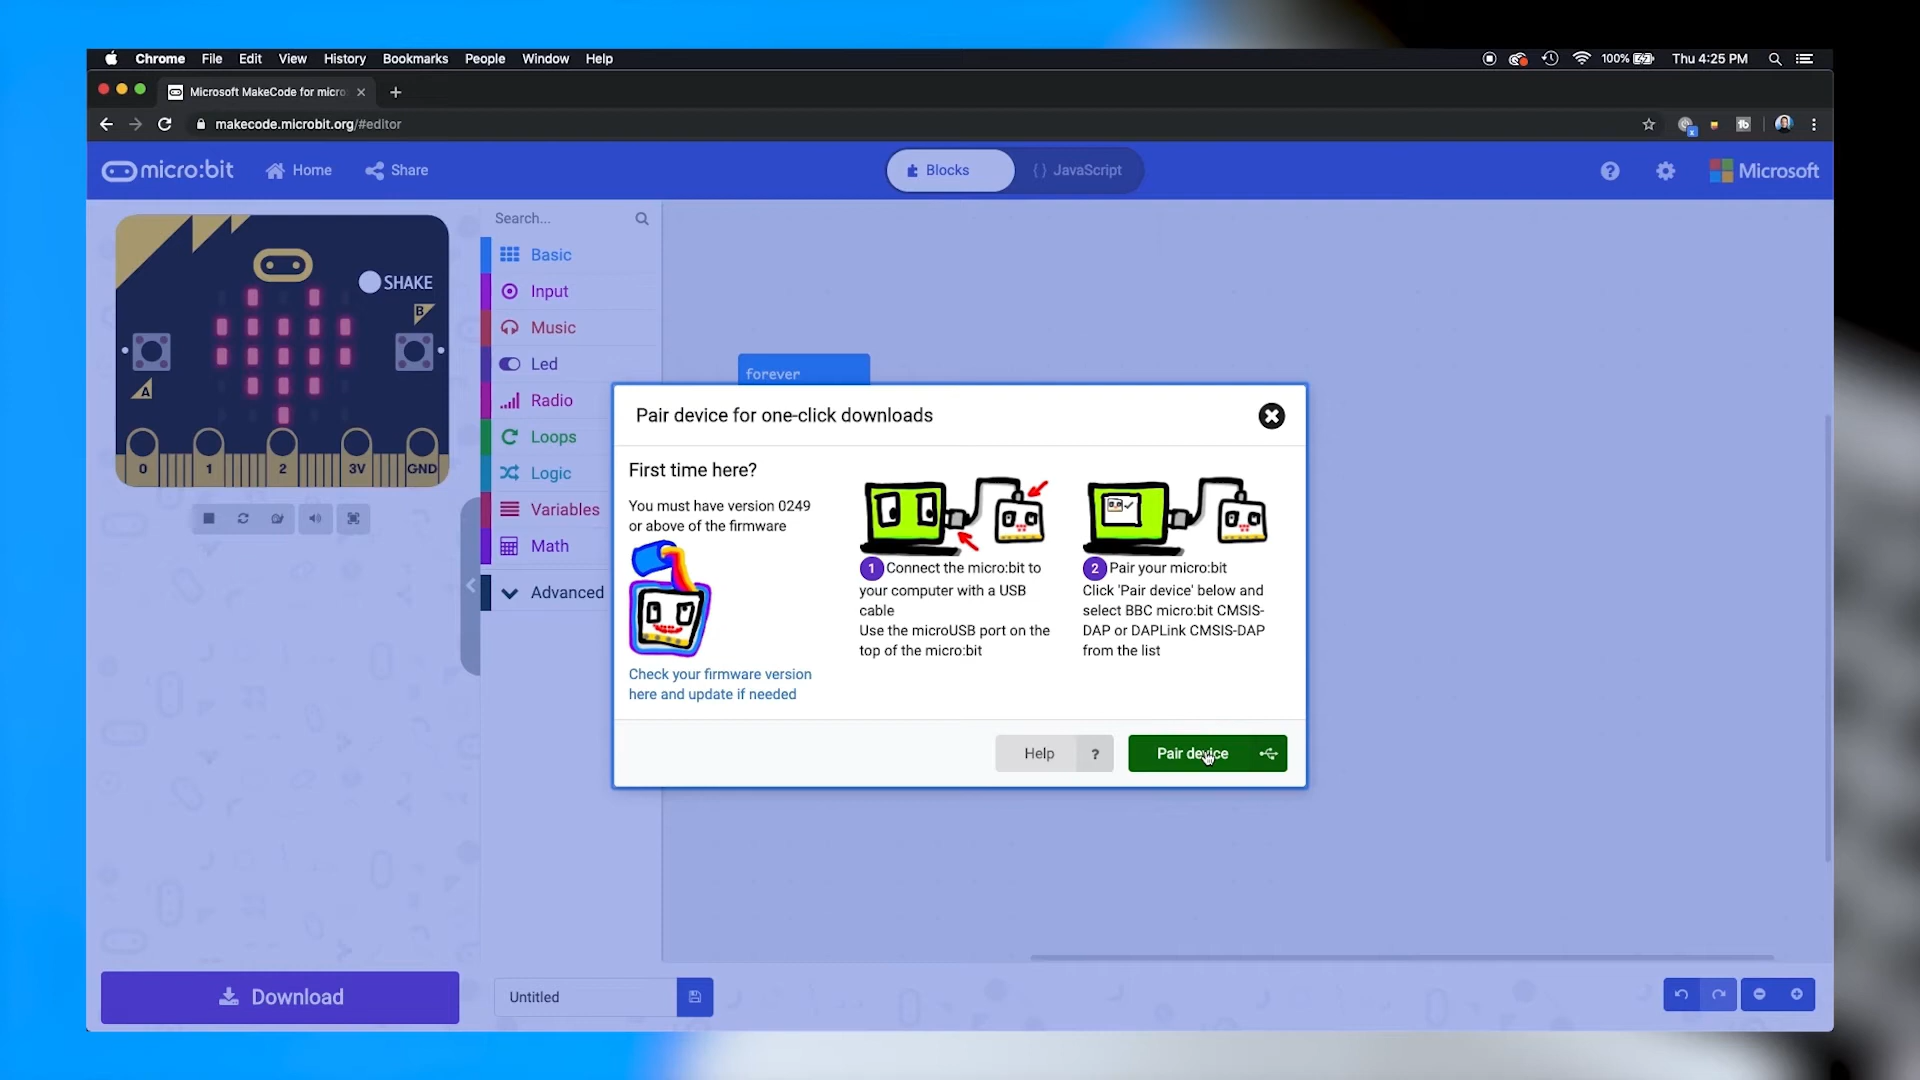 Chrome File Edit View History Bookmarks People Window Help
100% Thu 4:25 PM
Microsoft MakeCode for micro
makecode.microbit.org/#editor
micro:bit Home Share Blocks {} JavaScript ? Microsoft
Search...
SHAKE
B
A
0 1 2 3V GND
Basic
Input
Music
Led
Radio
Loops
Logic
Variables
Math
Advanced
forever
Pair device for one-click downloads
First time here?
You must have version 0249
or above of the firmware
Check your firmware version
here and update if needed
1 Connect the micro:bit to
your computer with a USB
cable
Use the microUSB port on the
top of the micro:bit
2 Pair your micro:bit
Click 'Pair device' below and
select BBC micro:bit CMSIS-
DAP or DAPLink CMSIS-DAP
from the list
Help ? Pair device
Download
Untitled